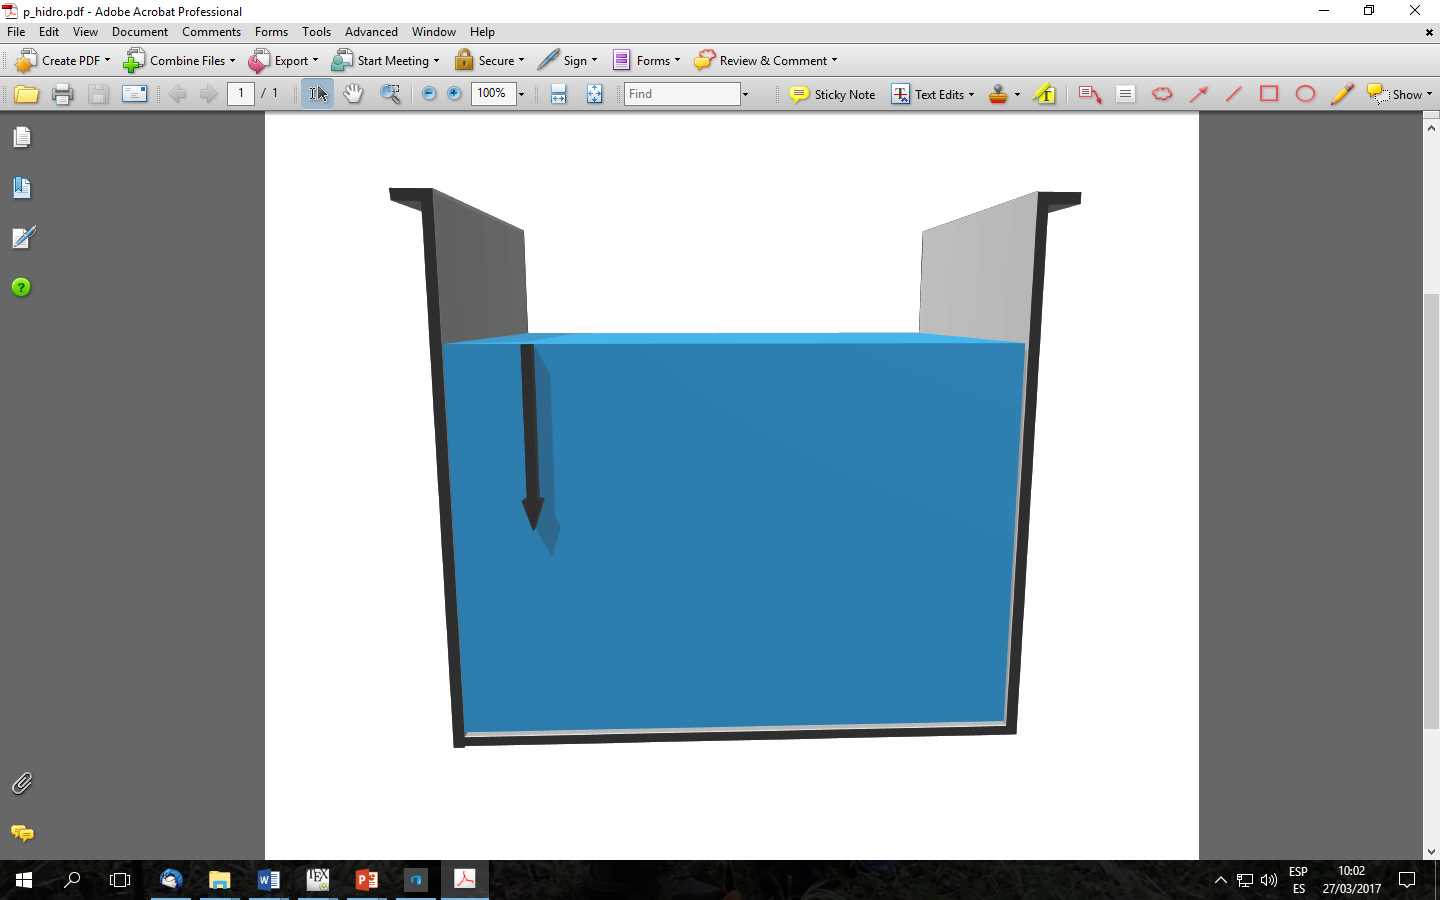 p_hidro.pdf - Adobe Acrobat Professional
File Edit View Document Comments Forms Tools Advanced Window Help
Create PDF Combine Files Export Start Meeting Secure Sign Forms Review & Comment
1 / 1 100% Find Sticky Note Text Edits Show
ESP 10:02
ES 27/03/2017